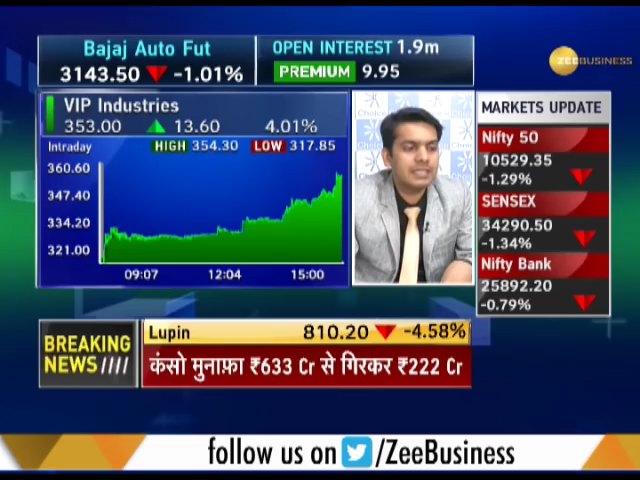 Bajaj Auto Fut
3143.50 -1.01%
OPEN INTEREST 1.9m
PREMIUM 9.95
ZEEBUSINESS
VIP Industries
353.00 13.60 4.01%
Intraday HIGH 354.30 LOW 317.85
360.60
347.40
334.20
321.00
09:07 12:04 15:00
Choice
MARKETS UPDATE
Nifty 50
10529.35
-1.29%
SENSEX
34290.50
-1.34%
Nifty Bank
25892.20
-0.79%
BREAKING
NEWS
Lupin 810.20 -4.58%
कंसो मुनाफ़ा ₹633 Cr से गिरकर ₹222 Cr
follow us on /ZeeBusiness